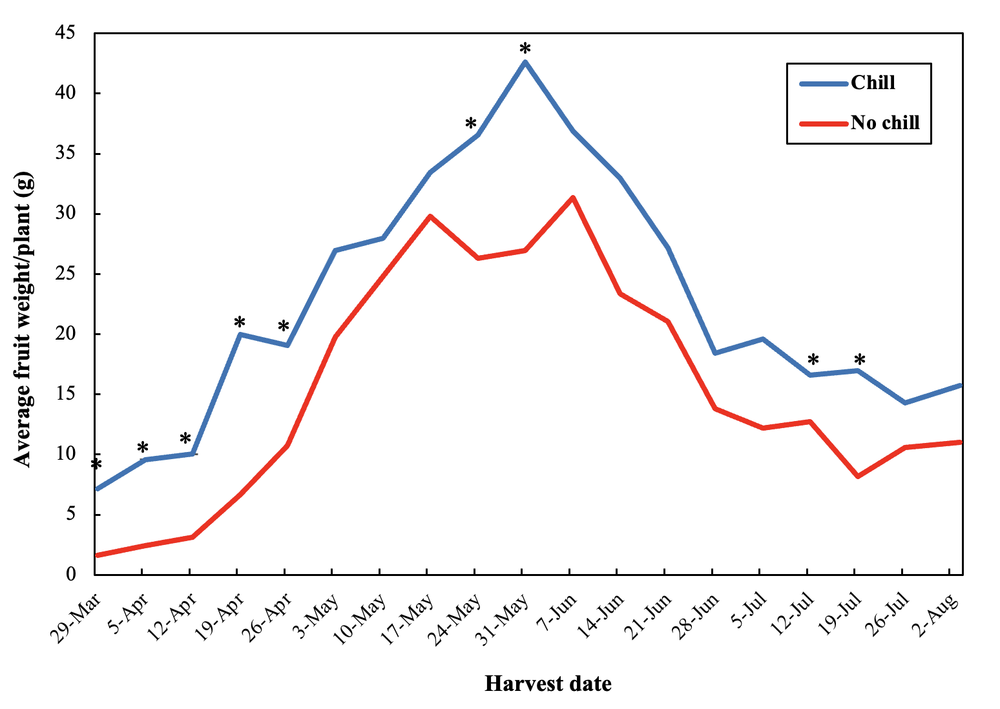 45
40
35
30
25
20
15
10
5
0
Average fruit weight/plant (g)
*
*
*
*
*
*
*
*
*
Chill
No chill
29-Mar
5-Apr
12-Apr
19-Apr
26-Apr
3-May
10-May
17-May
24-May
31-May
7-Jun
14-Jun
21-Jun
28-Jun
5-Jul
12-Jul
19-Jul
26-Jul
2-Aug
Harvest date